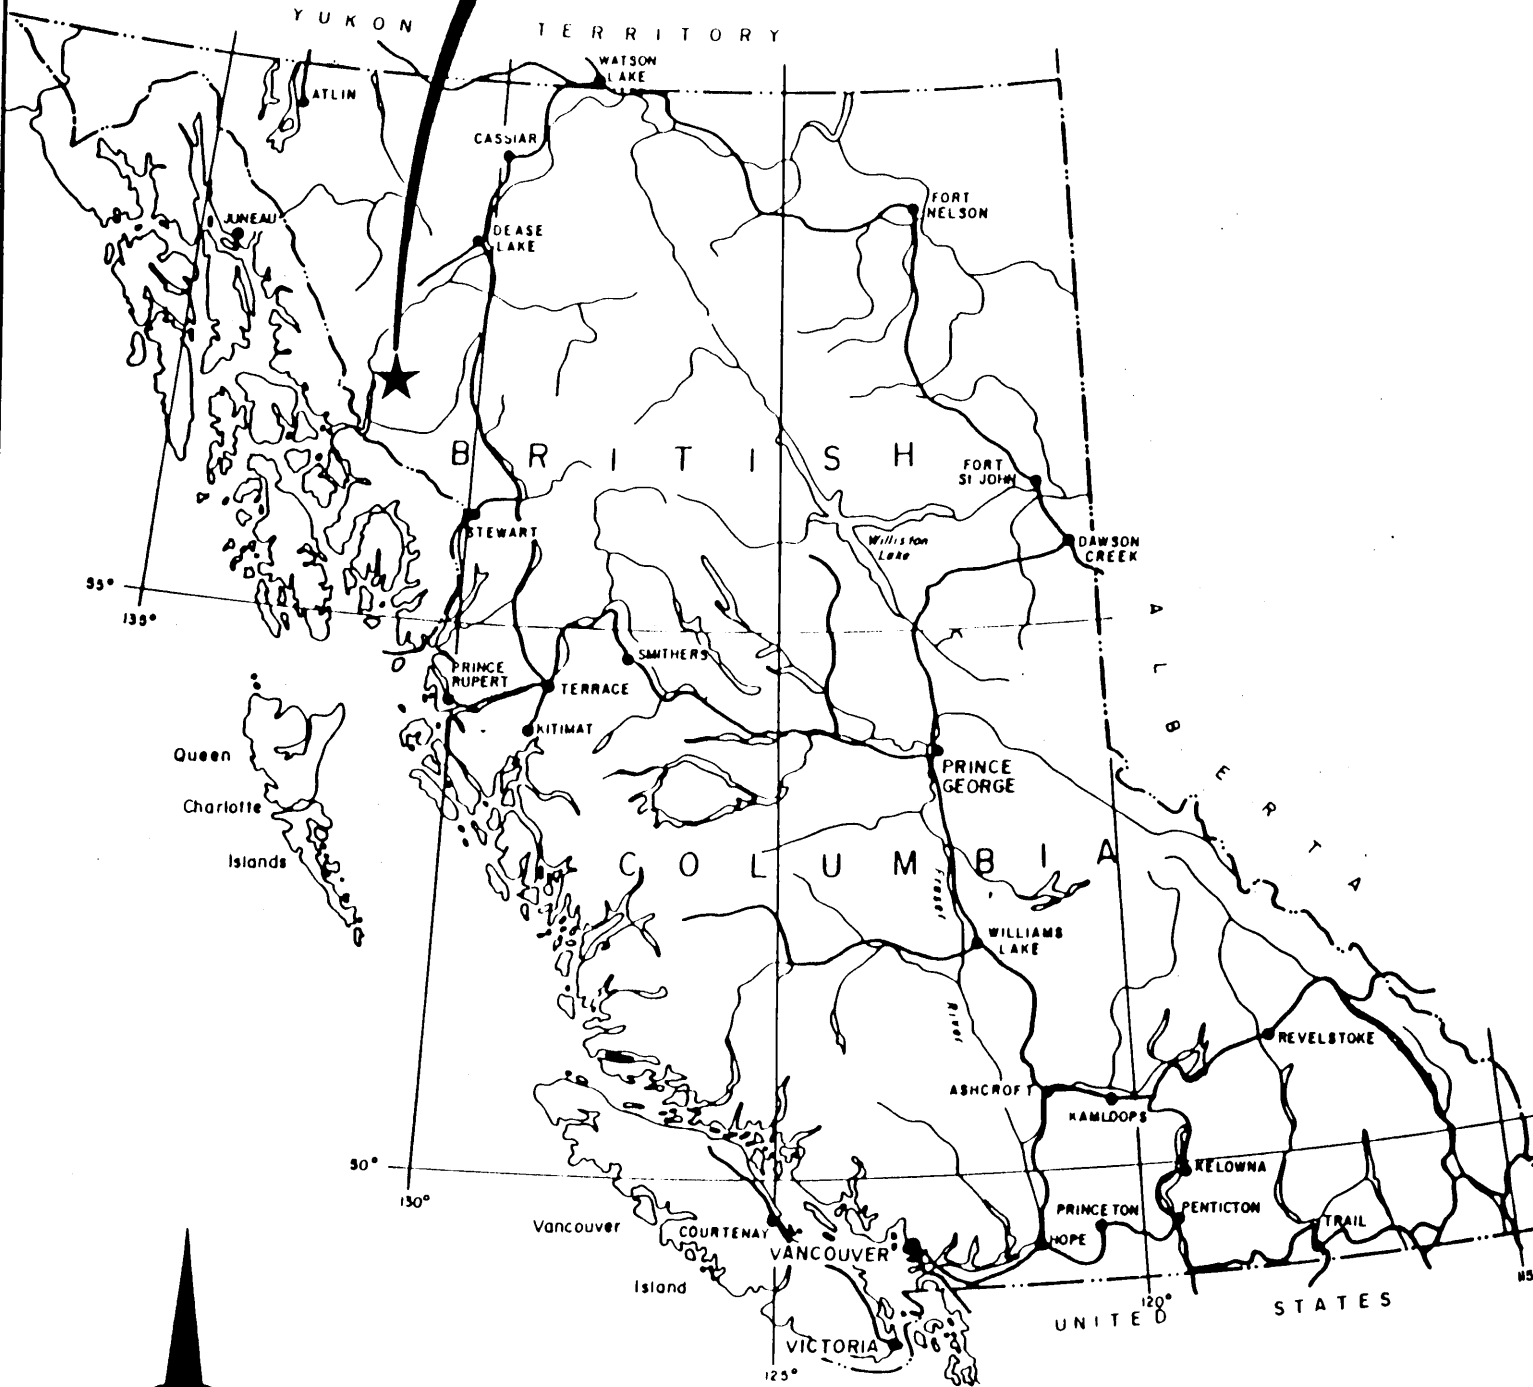 YUKON TERRITORY
WATSON
LAKE
ATLIN
CASSIAR
FORT
NELSON
JUNEAU
DEASE
LAKE
BRITISH
FORT
St JOHN
STEWART
Williston
Lake
DAWSON
CREEK
55°
135°
ALBERTA
SMITHERS
PRINCE
RUPERT
TERRACE
KITIMAT
Queen
Charlotte
Islands
PRINCE
GEORGE
COLUMBIA
Fraser
River
WILLIAMS
LAKE
REVELSTOKE
ASHCROFT
KAMLOOPS
50°
130°
KELOWNA
Vancouver
Island
COURTENAY
VANCOUVER
PRINCETON
PENTICTON
TRAIL
HOPE
120°
UNITED STATES
VICTORIA
125°